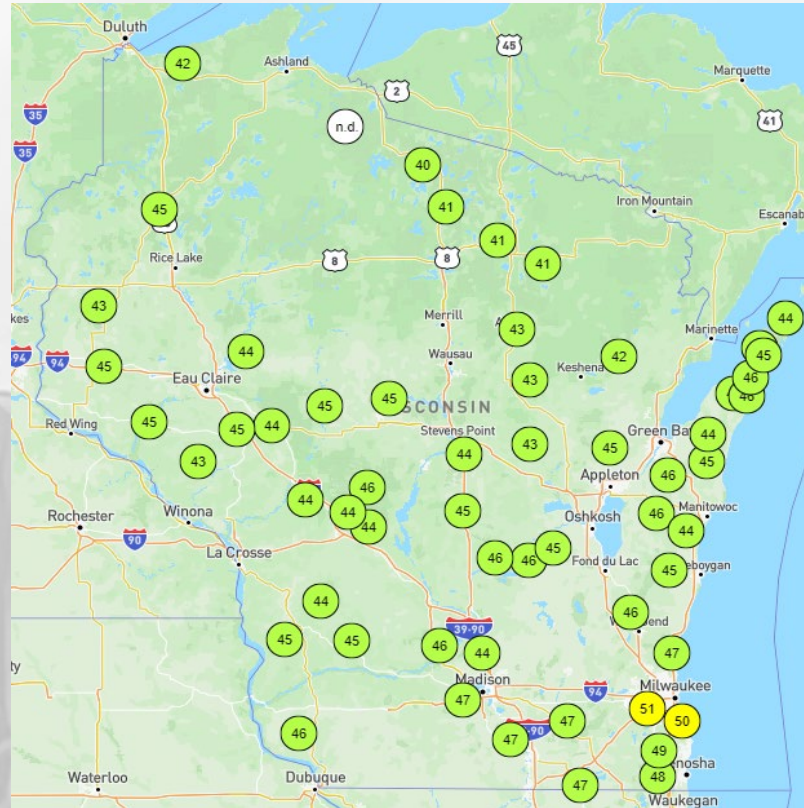 Duluth
42
Ashland
45
Marquette
2
35
41
n.d.
35
40
45
41
Iron Mountain
41
Escanab
Rice Lake
8
8
41
43
44
Merrill
43
Marinette
94
94
45
44
Wausau
42
45
Keshena
46
Eau Claire
43
46
45
45
SCONSIN
Red Wing
45
45
44
Stevens Point
43
Green Bay
44
43
44
45
45
46
Appleton
46
44
Winona
44
45
46
Manitowoc
Rochester
44
Oshkosh
44
90
46
46
45
La Crosse
Fond du Lac
45
eboygan
44
46
39-90
45
45
46
44
47
Madison
94
Milwaukee
47
51
50
46
47
47
90
49
Waterloo
Dubuque
47
48
enosha
Waukegan